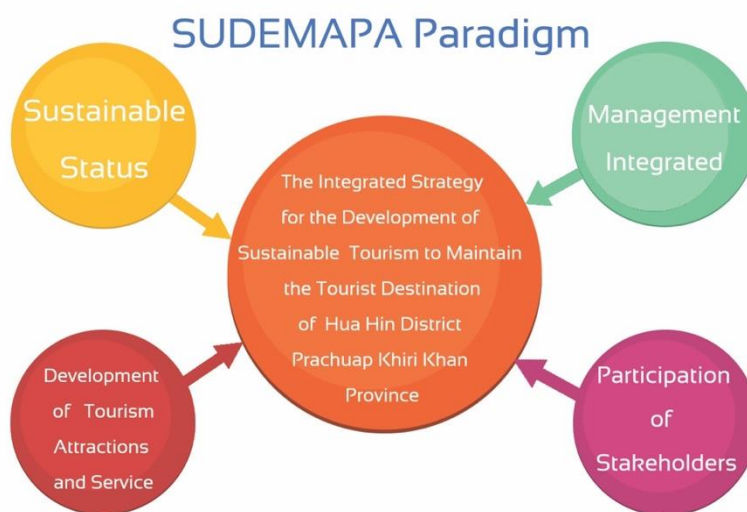 SUDEMAPA Paradigm
Sustainable
Status
Management
Integrated
The Integrated Strategy
for the Development of
Sustainable Tourism to Maintain
the Tourist Destination
of Hua Hin District
Prachuap Khiri Khan
Province
Development
of Tourism
Attractions
and Service
Participation
of
Stakeholders